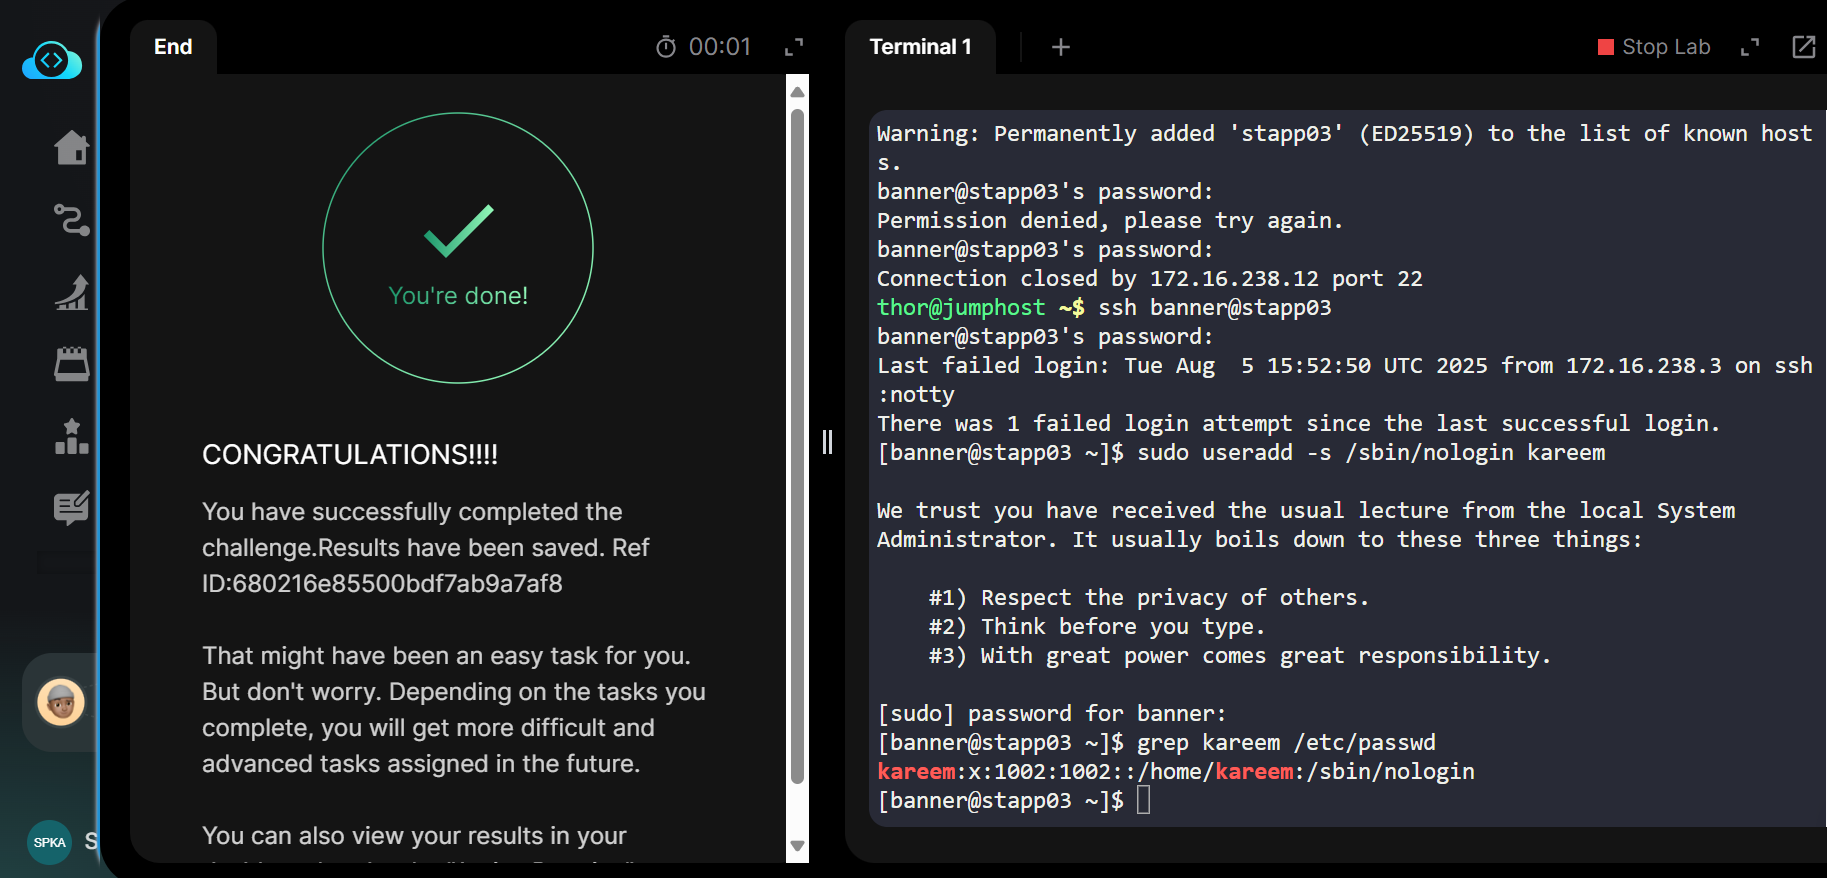 End
00:01
You're done!
CONGRATULATIONS!!!!
You have successfully completed the
challenge.Results have been saved. Ref
ID:680216e85500bdf7ab9a7af8
That might have been an easy task for you.
But don't worry. Depending on the tasks you
complete, you will get more difficult and
advanced tasks assigned in the future.
You can also view your results in your
SPKA S
Terminal 1
+
Stop Lab
Warning: Permanently added 'stapp03' (ED25519) to the list of known host
s.
banner@stapp03's password:
Permission denied, please try again.
banner@stapp03's password:
Connection closed by 172.16.238.12 port 22
thor@jumphost ~$ ssh banner@stapp03
banner@stapp03's password:
Last failed login: Tue Aug  5 15:52:50 UTC 2025 from 172.16.238.3 on ssh
:notty
There was 1 failed login attempt since the last successful login.
[banner@stapp03 ~]$ sudo useradd -s /sbin/nologin kareem
We trust you have received the usual lecture from the local System
Administrator. It usually boils down to these three things:
#1) Respect the privacy of others.
#2) Think before you type.
#3) With great power comes great responsibility.
[sudo] password for banner:
[banner@stapp03 ~]$ grep kareem /etc/passwd
kareem:x:1002:1002::/home/kareem:/sbin/nologin
[banner@stapp03 ~]$